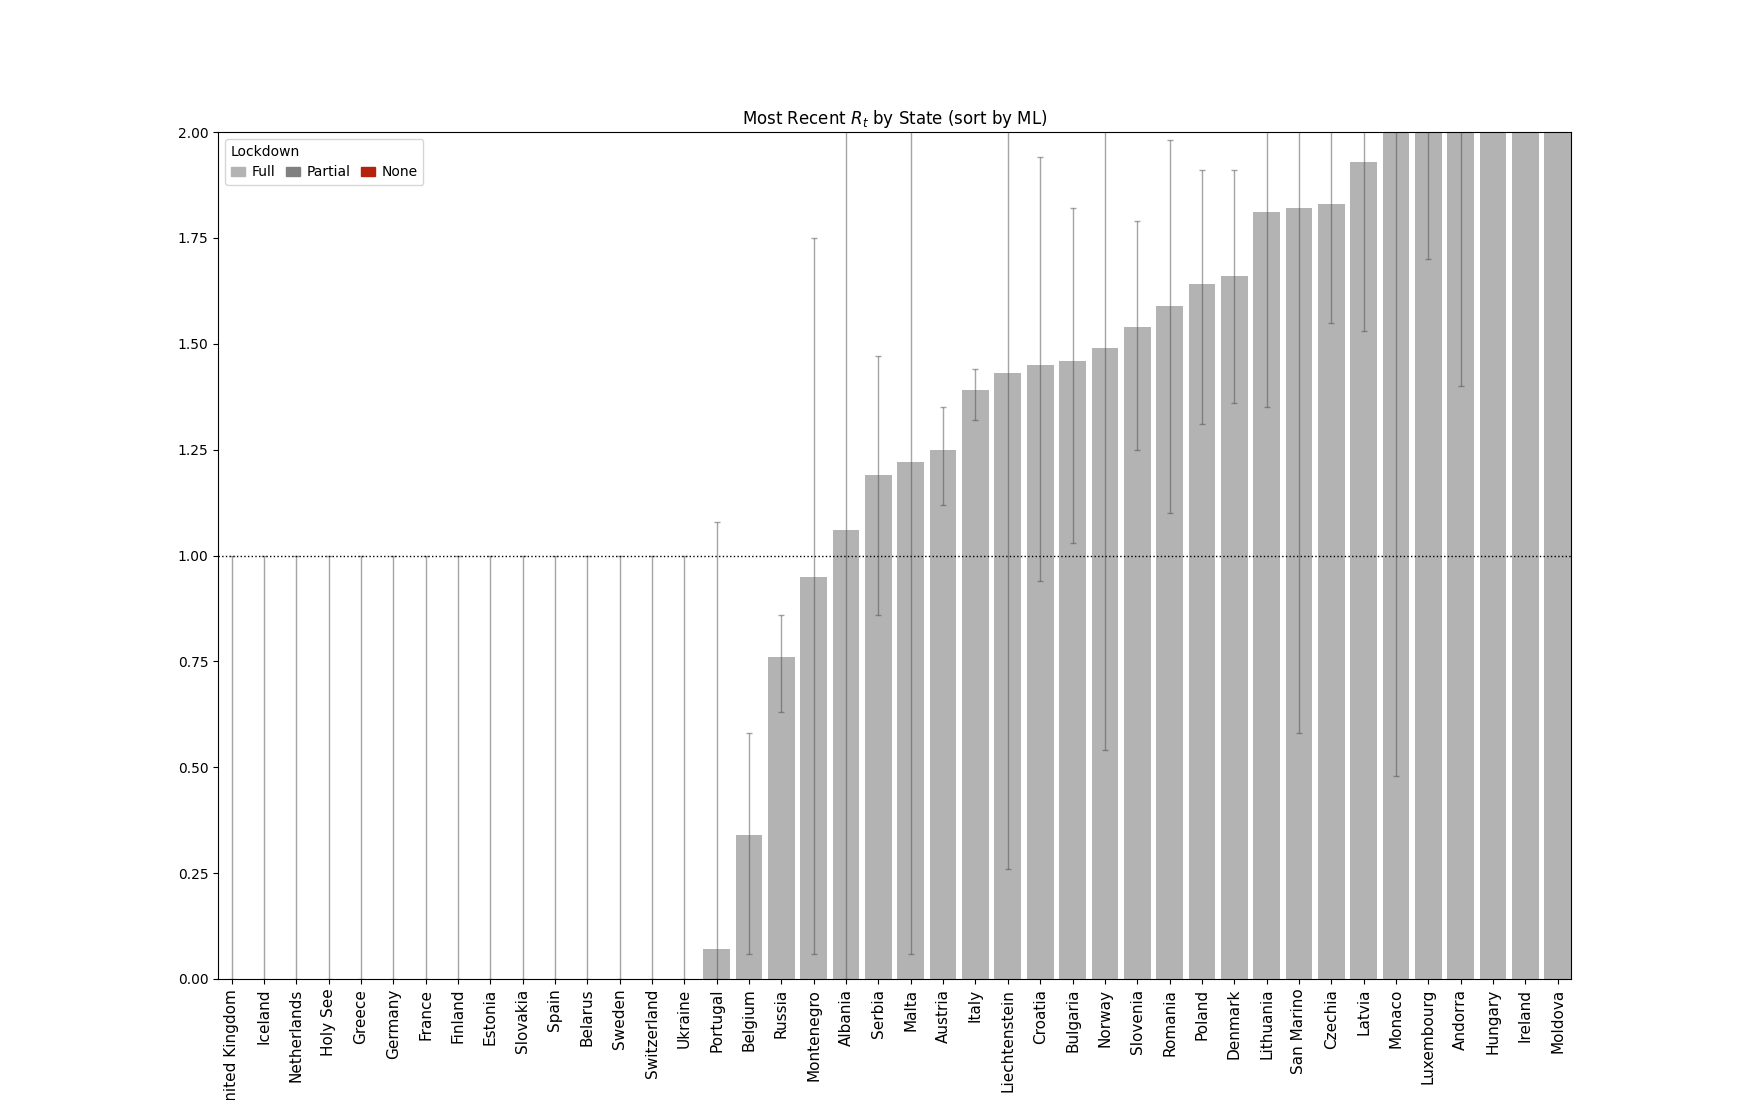 Most Recent Rt by State (sort by ML)
Lockdown
Full Partial None
2.00
1.75
1.50
1.25
1.00
0.75
0.50
0.25
0.00
nited Kingdom
Iceland
Netherlands
Holy See
Greece
Germany
France
Finland
Estonia
Slovakia
Spain
Belarus
Sweden
Switzerland
Ukraine
Portugal
Belgium
Russia
Montenegro
Albania
Serbia
Malta
Austria
Italy
Liechtenstein
Croatia
Bulgaria
Norway
Slovenia
Romania
Poland
Denmark
Lithuania
San Marino
Czechia
Latvia
Monaco
Luxembourg
Andorra
Hungary
Ireland
Moldova